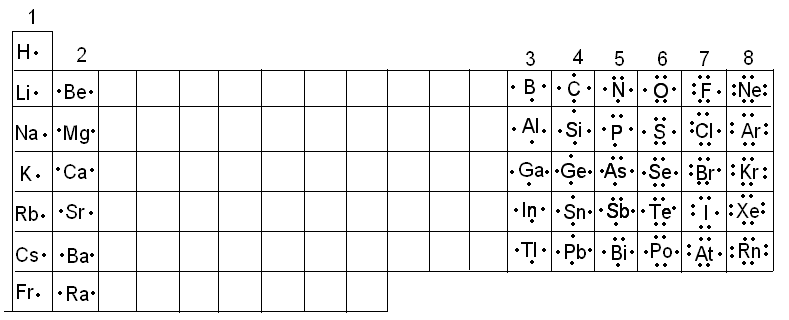 1
H 2 3 4 5 6 7 8
Li Be B C N O F Ne
Na Mg Al Si P S Cl Ar
K Ca Ga Ge As Se Br Kr
Rb Sr In Sn Sb Te I Xe
Cs Ba Tl Pb Bi Po At Rn
Fr Ra